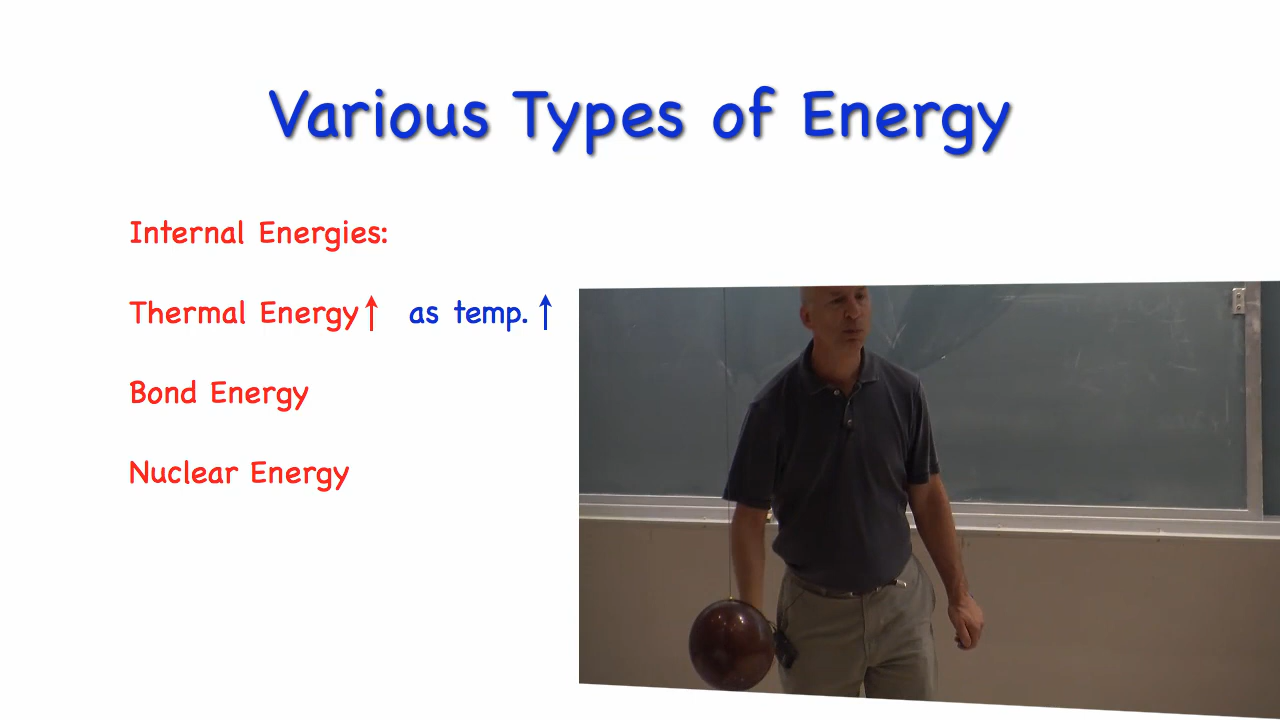 Various Types of Energy
Internal Energies:
Thermal Energy↑ as temp.↑
Bond Energy
Nuclear Energy